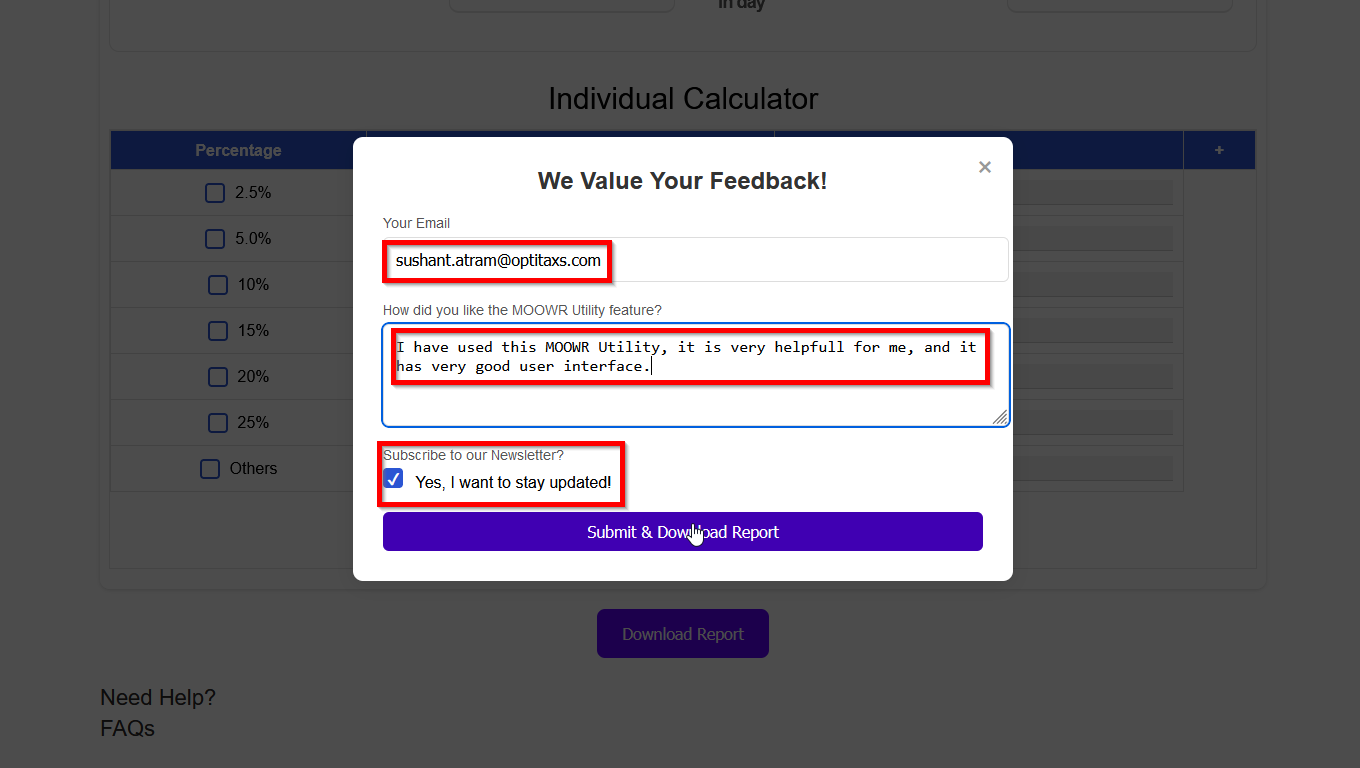 in day
Individual Calculator
Percentage
+
2.5%
5.0%
10%
15%
20%
25%
Others
We Value Your Feedback!
×
Your Email
sushant.atram@optitaxs.com
How did you like the MOOWR Utility feature?
I have used this MOOWR Utility, it is very helpfull for me, and it
has very good user interface.
Subscribe to our Newsletter?
Yes, I want to stay updated!
Submit & Download Report
Download Report
Need Help?
FAQs